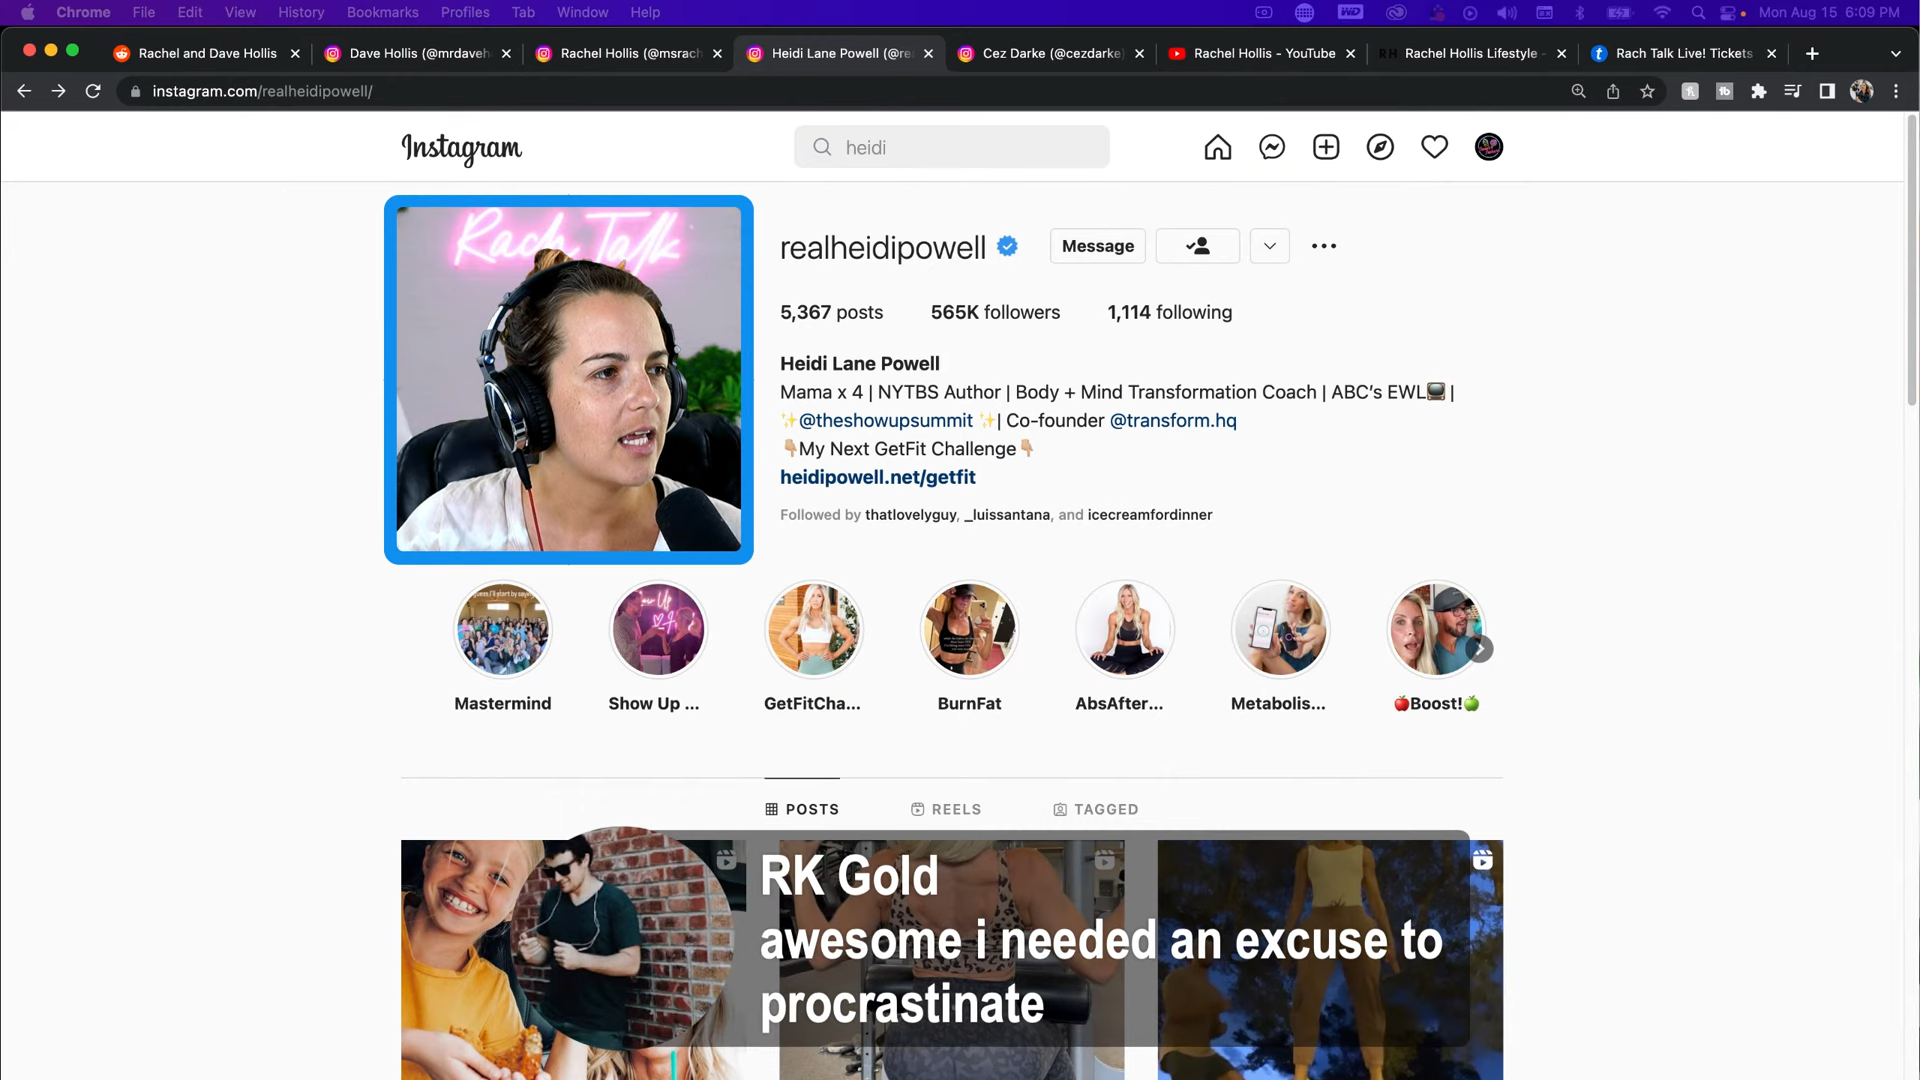 Chrome File Edit View History Bookmarks Profiles Tab Window Help
Mon Aug 15 6:09 PM
Rachel and Dave Hollis
Dave Hollis (@mrdaveh
Rachel Hollis (@msrach
Heidi Lane Powell (@re
Cez Darke (@cezdarke)
Rachel Hollis - YouTube
Rachel Hollis Lifestyle -
Rach Talk Live! Tickets
instagram.com/realheidipowell/
Instagram
heidi
Rach Talk
realheidipowell
Message
5,367 posts 565K followers 1,114 following
Heidi Lane Powell
Mama x 4 | NYTBS Author | Body + Mind Transformation Coach | ABC's EWL📺 |
✨@theshowupsummit ✨| Co-founder @transform.hq
👇🏼My Next GetFit Challenge👇🏼
heidipowell.net/getfit
Followed by thatlovelyguy, _luissantana, and icecreamfordinner
Mastermind
Show Up ...
GetFitCha...
BurnFat
AbsAfter...
Metabolis...
🍎Boost!🍏
POSTS REELS TAGGED
RK Gold
awesome i needed an excuse to
procrastinate